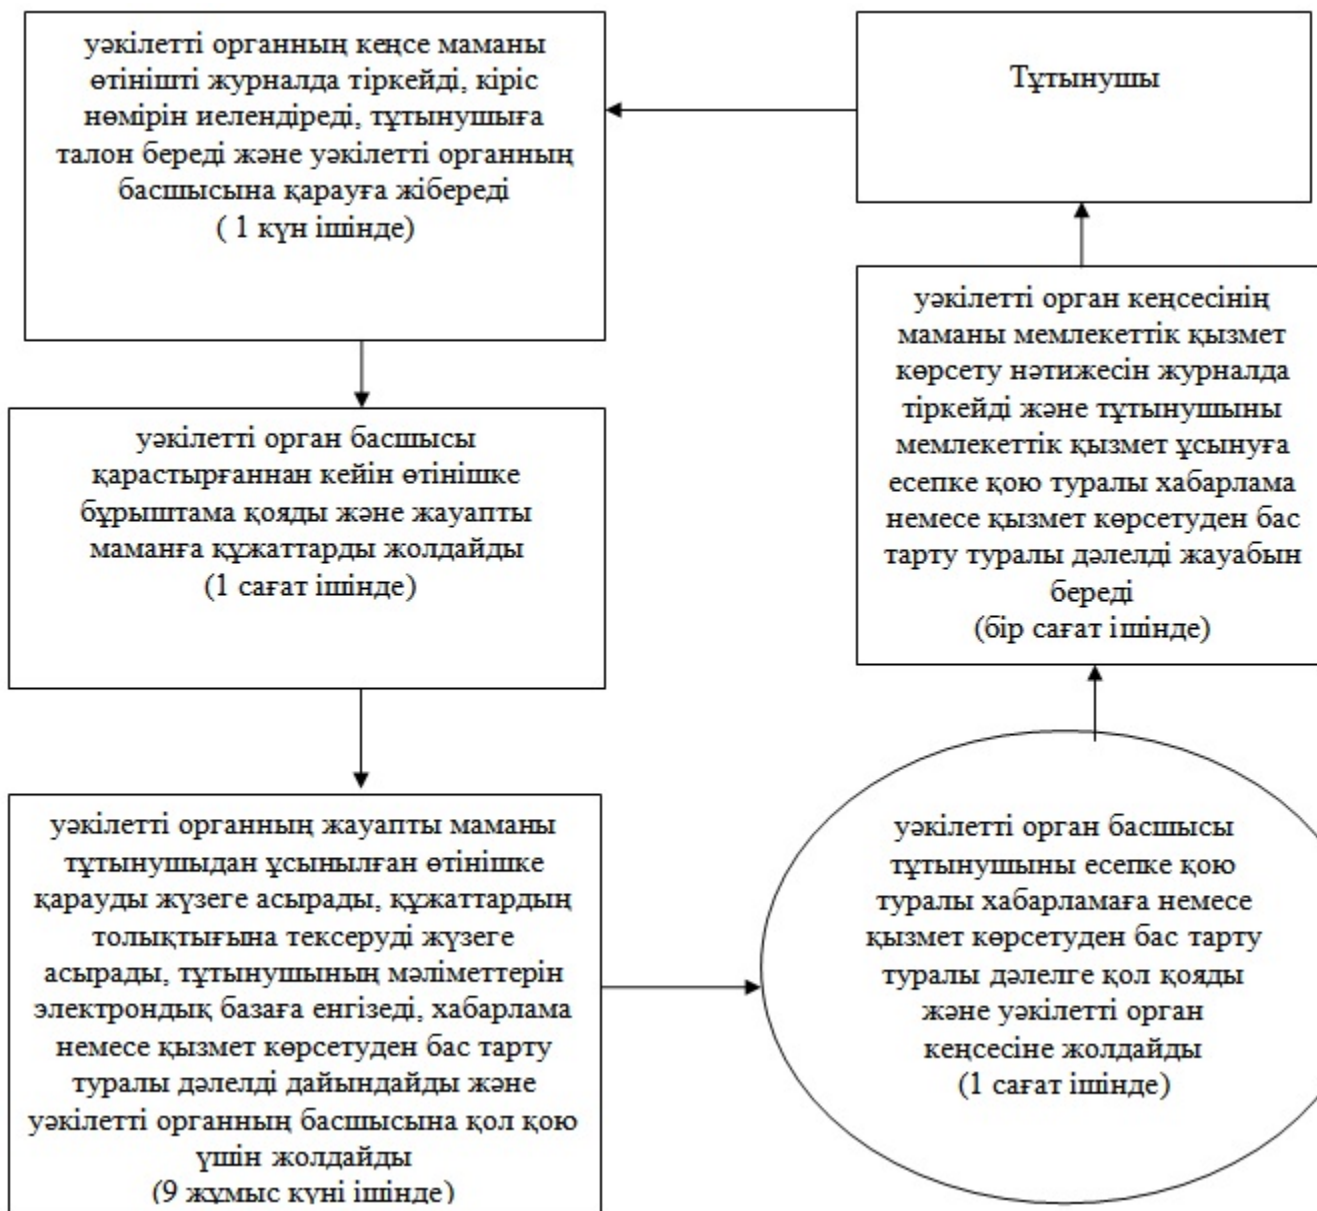 уәкілетті органның кеңсе маманы
өтінішті журналда тіркейді, кіріс
нөмірін иелендіреді, тұтынушыға
талон береді және уәкілетті органның
басшысына қарауға жібереді
( 1 күн ішінде)
Тұтынушы
уәкілетті орган кеңсесінің
маманы мемлекеттік қызмет
көрсету нәтижесін журналда
тіркейді және тұтынушыны
мемлекеттік қызмет ұсынуға
есепке қою туралы хабарлама
немесе қызмет көрсетуден бас
тарту туралы дәлелді жауабын
береді
(бір сағат ішінде)
уәкілетті орган басшысы
қарастырғаннан кейін өтінішке
бұрыштама қояды және жауапты
маманға құжаттарды жолдайды
(1 сағат ішінде)
уәкілетті органның жауапты маманы
тұтынушыдан ұсынылған өтінішке
қарауды жүзеге асырады, құжаттардың
толықтығына тексеруді жүзеге
асырады, тұтынушының мәліметтерін
электрондық базаға енгізеді, хабарлама
немесе қызмет көрсетуден бас тарту
туралы дәлелді дайындайды және
уәкілетті органның басшысына қол қою
үшін жолдайды
(9 жұмыс күні ішінде)
уәкілетті орган басшысы
тұтынушыны есепке қою
туралы хабарламаға немесе
қызмет көрсетуден бас тарту
туралы дәлелге қол қояды
және уәкілетті орган
кеңсесіне жолдайды
(1 сағат ішінде)